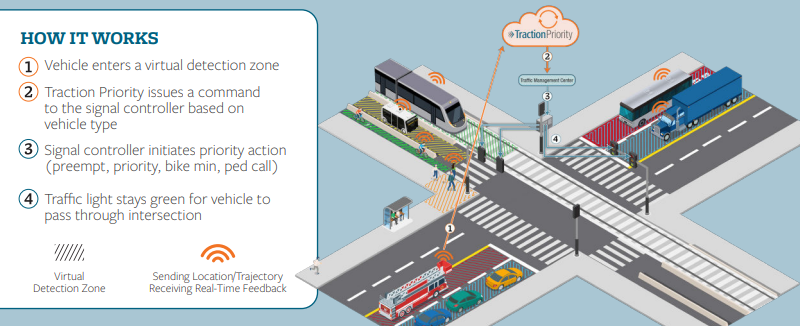 HOW IT WORKS
1 Vehicle enters a virtual detection zone
2 Traction Priority issues a command
to the signal controller based on
vehicle type
3 Signal controller initiates priority action
(preempt, priority, bike min, ped call)
4 Traffic light stays green for vehicle to
pass through intersection
Virtual
Detection Zone
Sending Location/Trajectory
Receiving Real-Time Feedback
TractionPriority
2
Traffic Management Center
3
4
1